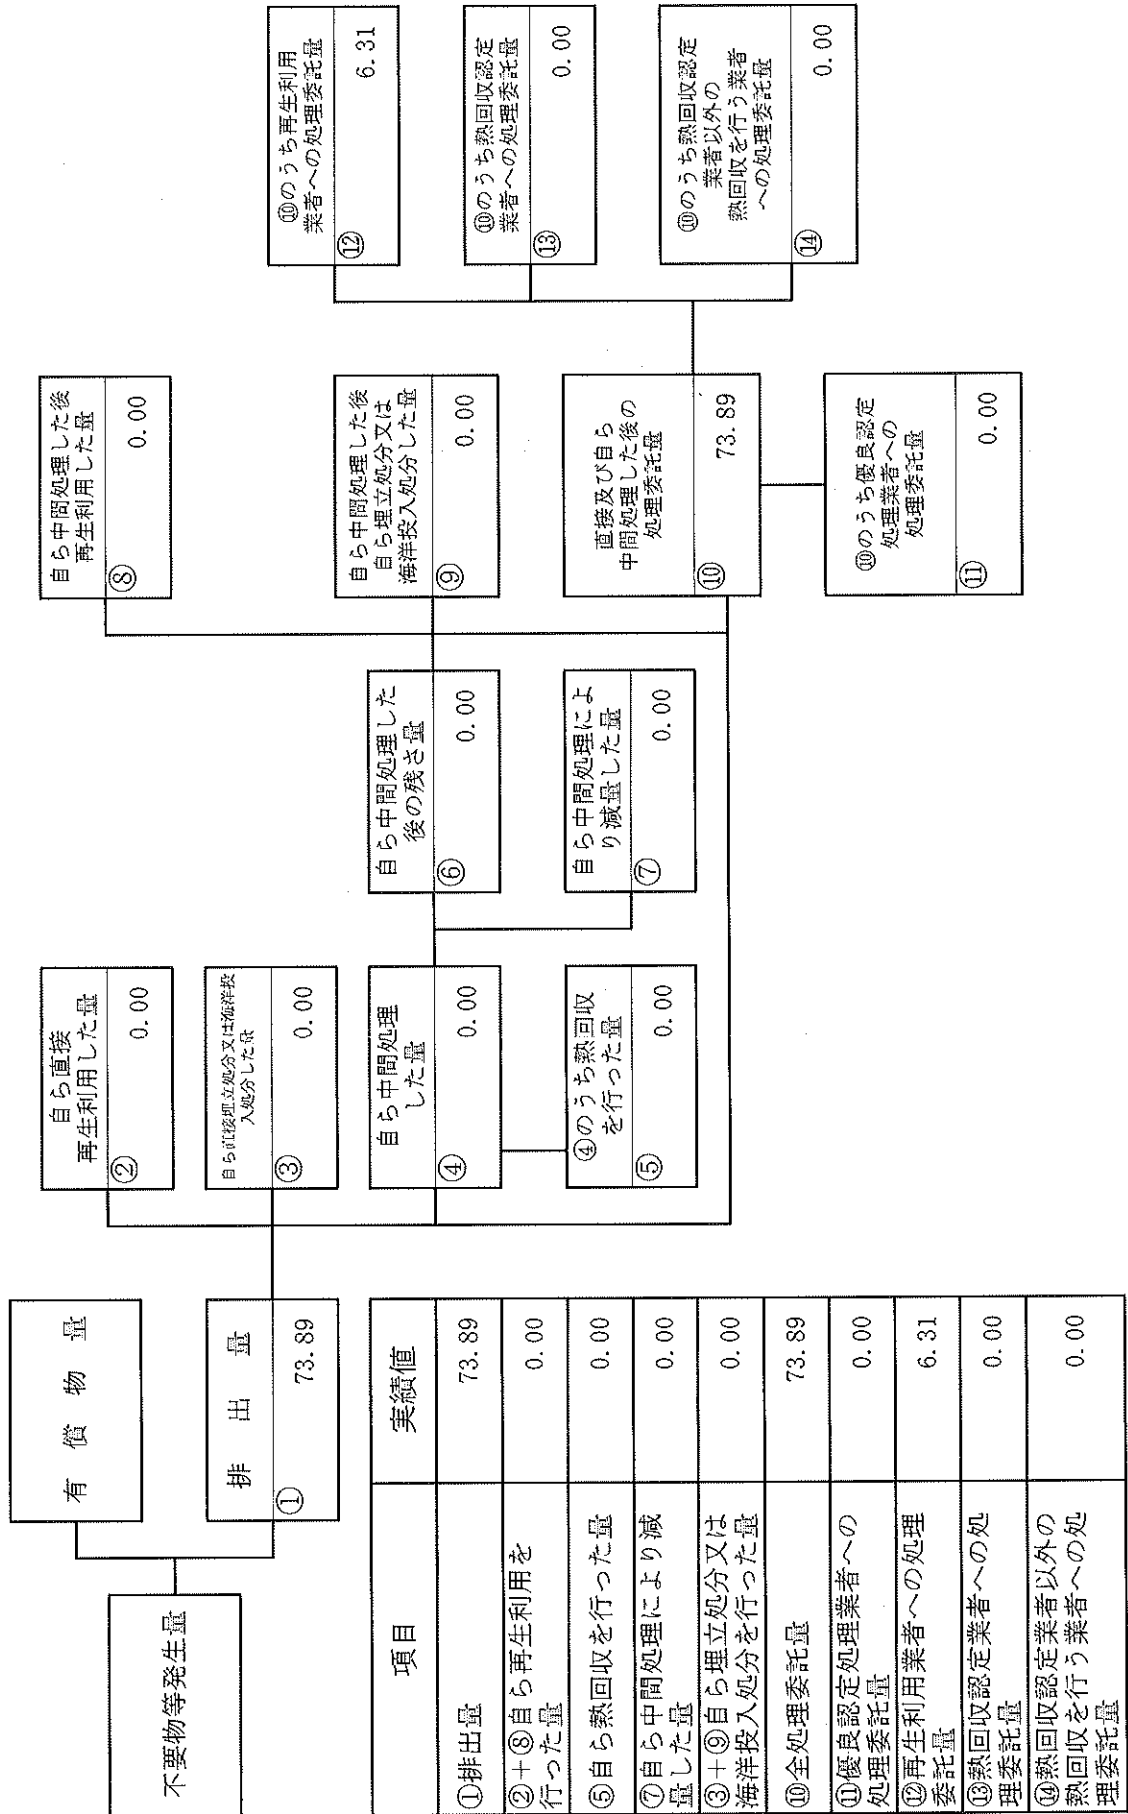 不要物等発生量
有償物量
排出量
① 73.89
自ら直接
再生利用した量
② 0.00
自ら直接埋立処分又は海洋投
入処分した量
③ 0.00
自ら中間処理
した量
④ 0.00
④のうち熱回収
を行った量
⑤ 0.00
自ら中間処理した
後の残さ量
⑥ 0.00
自ら中間処理によ
り減量した量
⑦ 0.00
自ら中間処理した後
再生利用した量
⑧ 0.00
自ら中間処理した後
自ら埋立処分又は
海洋投入処分した量
⑨ 0.00
直接及び自ら
中間処理した後の
処理委託量
⑩ 73.89
⑩のうち優良認定
処理業者への
処理委託量
⑪ 0.00
⑩のうち再生利用
業者への処理委託量
⑫ 6.31
⑩のうち熱回収認定
業者への処理委託量
⑬ 0.00
⑩のうち熱回収認定
業者以外の
熱回収を行う業者
への処理委託量
⑭ 0.00
項目 実績値
①排出量 73.89
②+⑧自ら再生利用を
行った量 0.00
⑤自ら熱回収を行った量 0.00
⑦自ら中間処理により減
量した量 0.00
③+⑨自ら埋立処分又は
海洋投入処分を行った量 0.00
⑩全処理委託量 73.89
⑪優良認定処理業者への
処理委託量 0.00
⑫再生利用業者への処理
委託量 6.31
⑬熱回収認定業者への処
理委託量 0.00
⑭熱回収認定業者以外の
熱回収を行う業者への処
理委託量 0.00